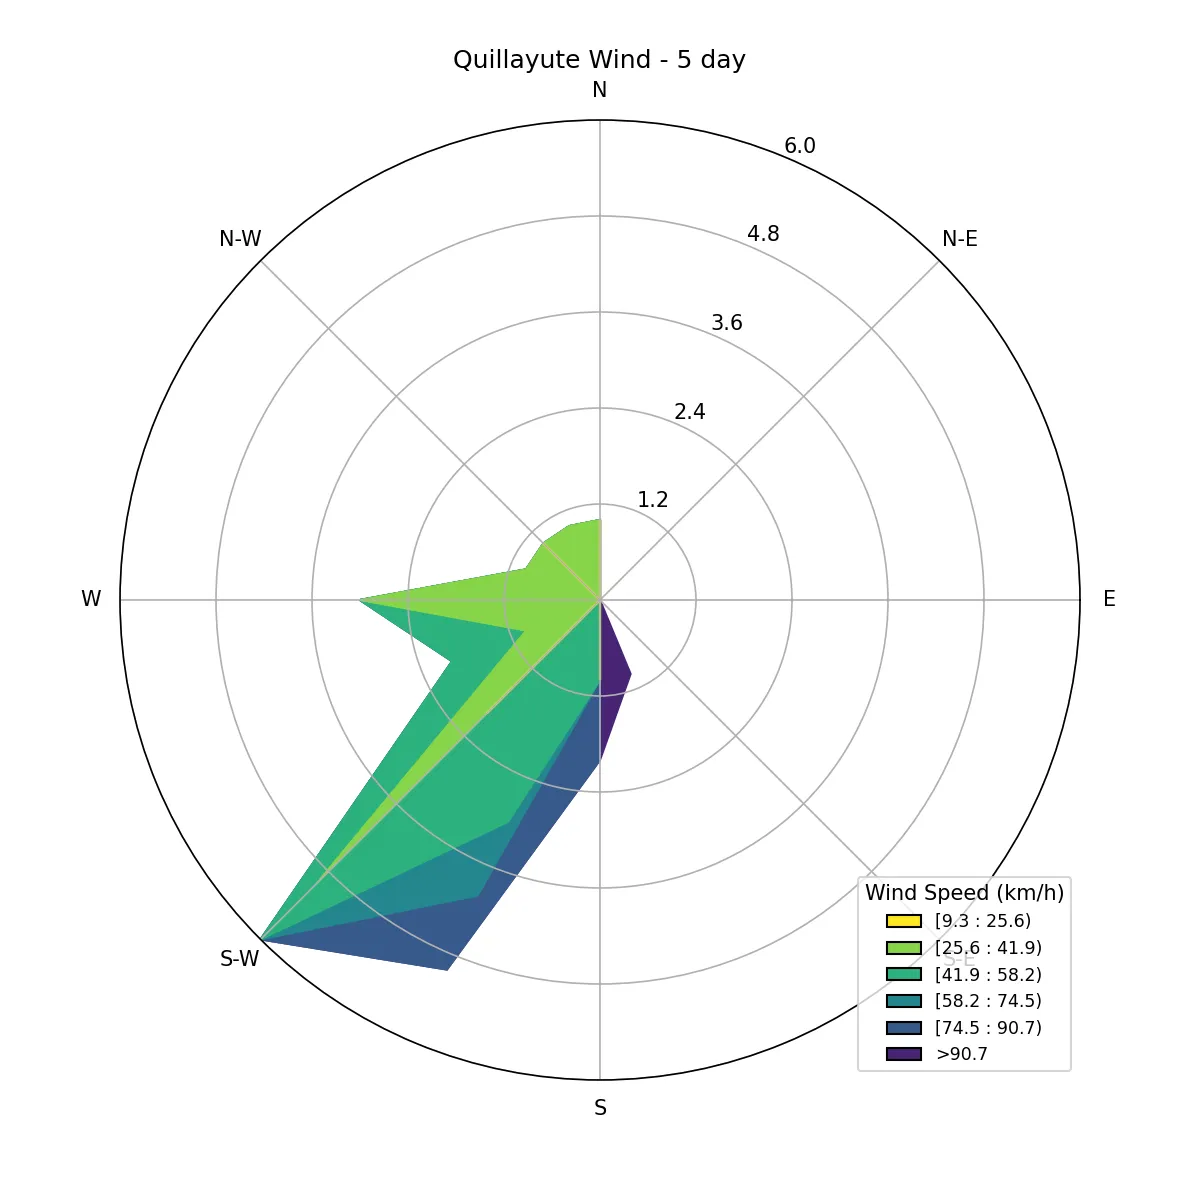 Quillayute Wind - 5 day
N
6.0
N-W
4.8
N-E
3.6
2.4
1.2
W
E
S-W
S-E
S
Wind Speed (km/h)
[9.3 : 25.6)
[25.6 : 41.9)
[41.9 : 58.2)
[58.2 : 74.5)
[74.5 : 90.7)
>90.7